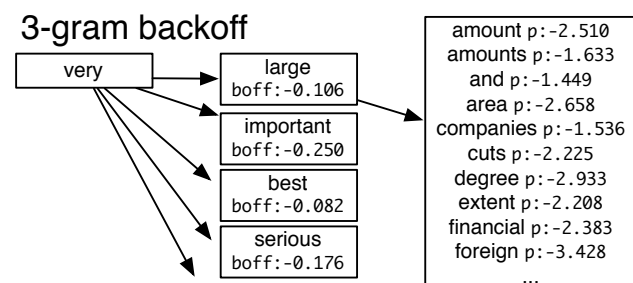 3-gram backoff
very
large
boff:-0.106
important
boff:-0.250
best
boff:-0.082
serious
boff:-0.176
amount p:-2.510
amounts p:-1.633
and p:-1.449
area p:-2.658
companies p:-1.536
cuts p:-2.225
degree p:-2.933
extent p:-2.208
financial p:-2.383
foreign p:-3.428
...